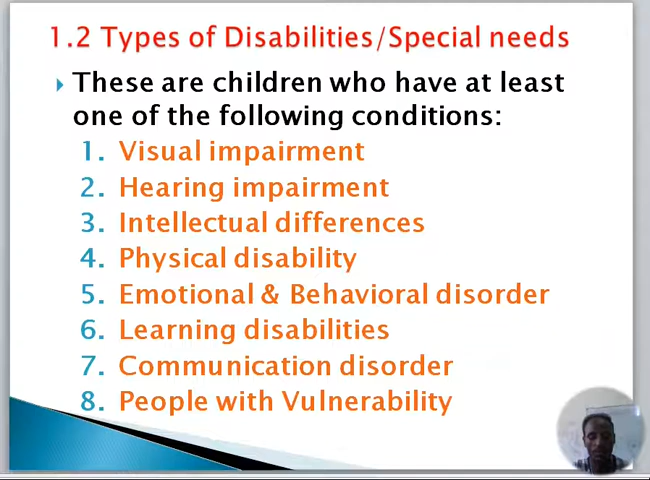 1.2 Types of Disabilities/Special needs
These are children who have at least
one of the following conditions:
1. Visual impairment
2. Hearing impairment
3. Intellectual differences
4. Physical disability
5. Emotional & Behavioral disorder
6. Learning disabilities
7. Communication disorder
8. People with Vulnerability